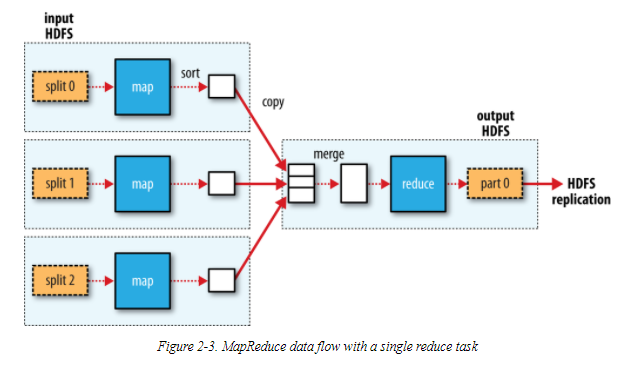 input
HDFS
split 0
map
sort
copy
split 1
map
split 2
map
merge
reduce
output
HDFS
part 0
HDFS
replication
Figure 2-3. MapReduce data flow with a single reduce task